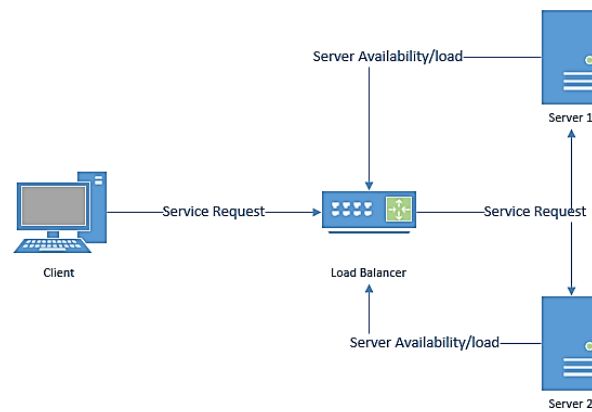 Server Availability/load
Server 1
Service Request
Service Request
Client
Load Balancer
Server Availability/load
Server 2